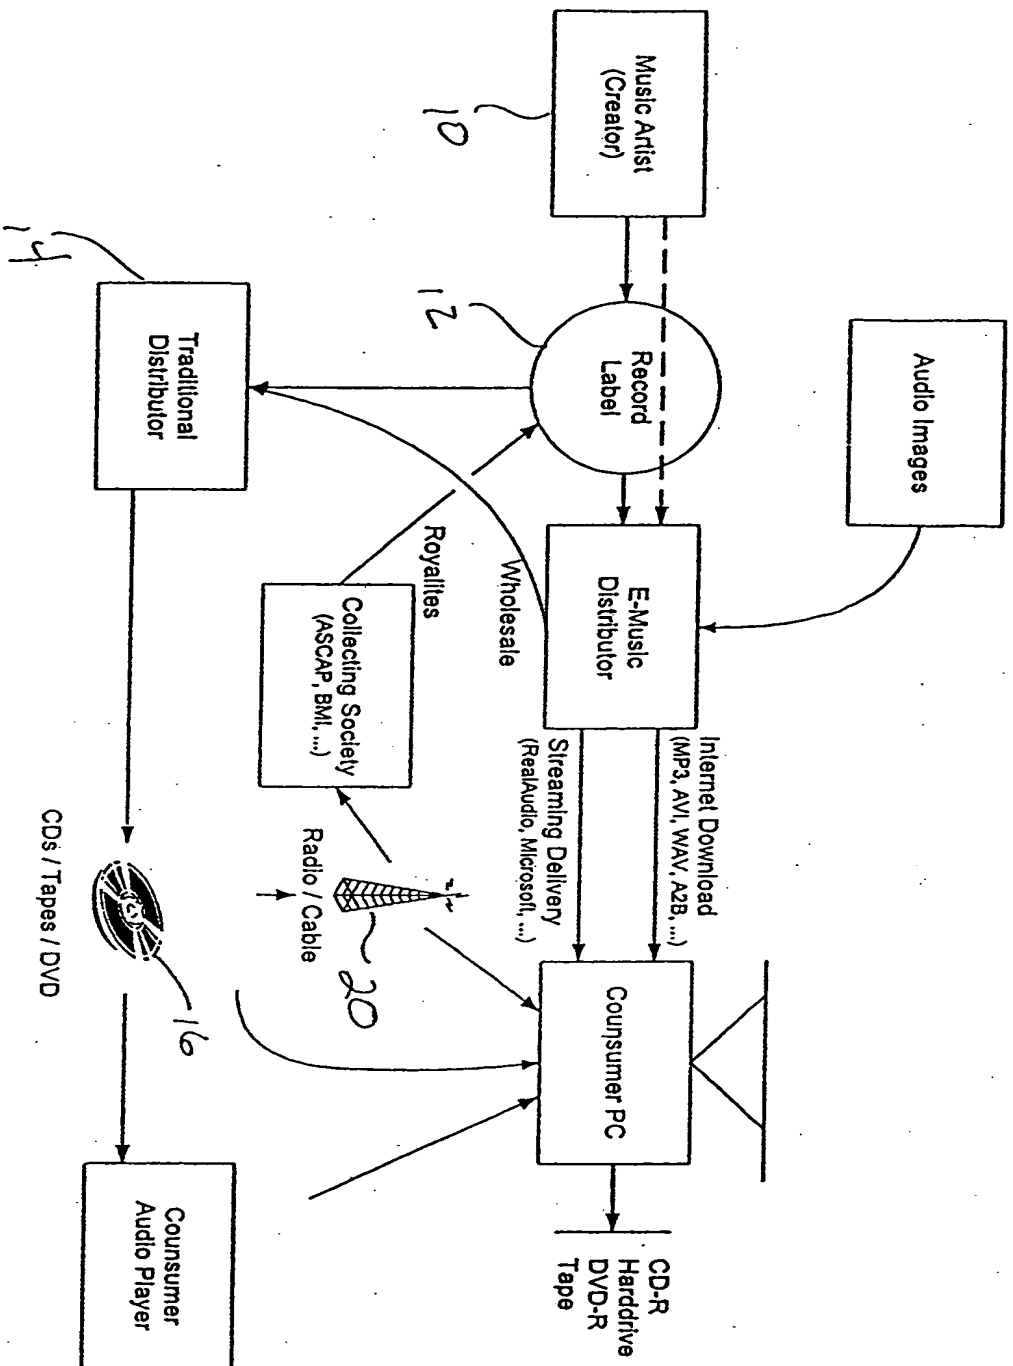 Music Artist
(Creator)
10
12
Record
Label
Audio Images
14
Traditional
Distributor
E-Music
Distributor
Wholesale
Royalites
Collecting Society
(ASCAP, BMI, ...)
Internet Download
(MP3, AVI, WAV, A2B, ...)
Streaming Delivery
(RealAudio, Microsoft, ...)
Radio / Cable
20
CDs / Tapes / DVD
16
Counsumer PC
CD-R
Harddrive
DVD-R
Tape
Counsumer
Audio Player